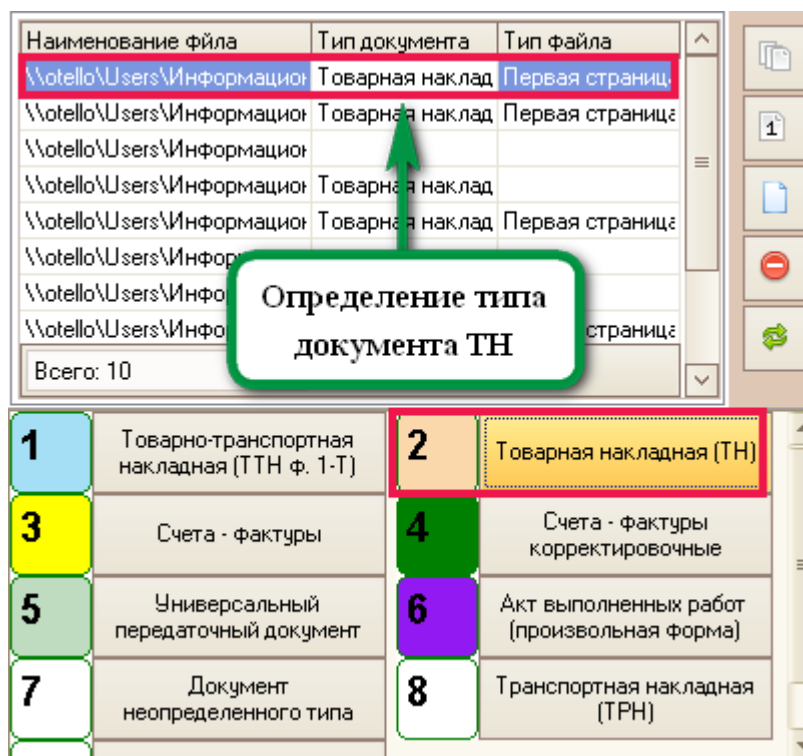 Наименование фйла Тип документа Тип файла
\\otello\Users\Информацион Товарная наклад Первая страница
\\otello\Users\Информацион Товарная наклад Первая страница
\\otello\Users\Информацион
\\otello\Users\Информацион Товарная наклад
\\otello\Users\Информацион Товарная наклад Первая страница
\\otello\Users\Инфор
\\otello\Users\Инфо
\\otello\Users\Инфо страница
Определение типа
документа ТН
Всего: 10
1
1 Товарно-транспортная
накладная (ТТН ф. 1-Т)
2 Товарная накладная (ТН)
3 Счета - фактуры
4 Счета - фактуры
корректировочные
5 Универсальный
передаточный документ
6 Акт выполненных работ
(произвольная форма)
7 Документ
неопределенного типа
8 Транспортная накладная
(ТРН)